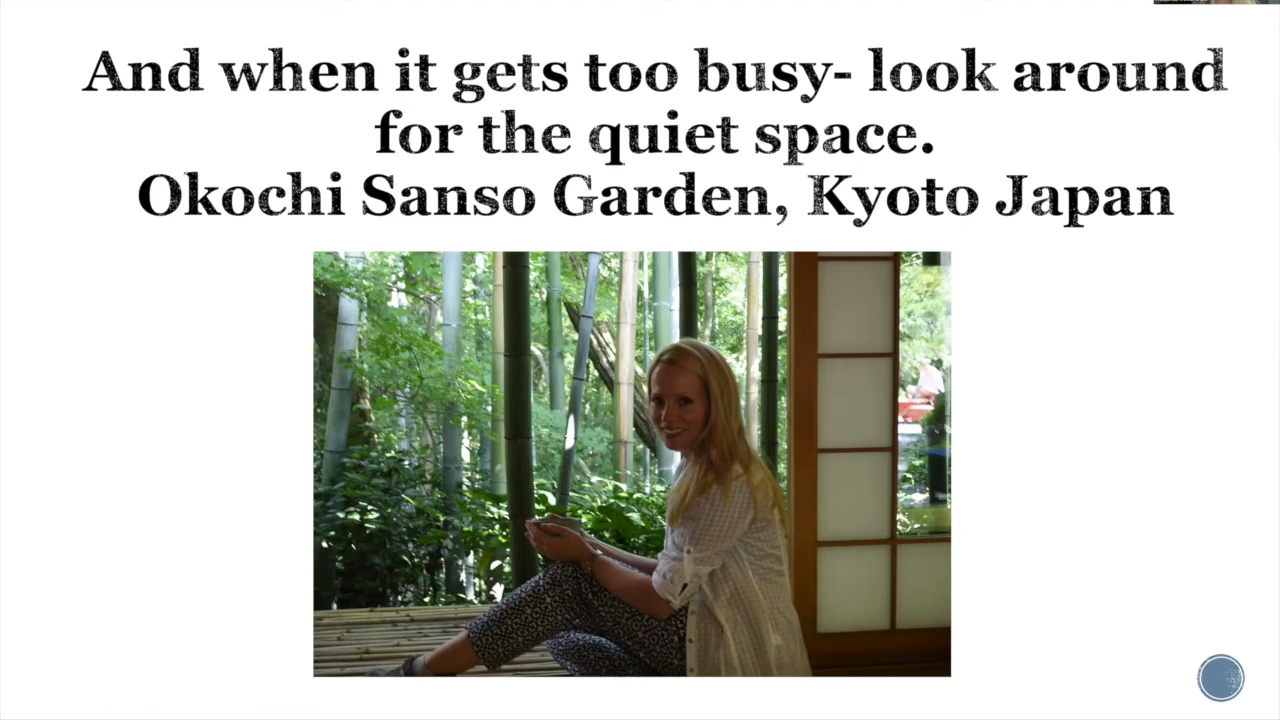 And when it gets too busy- look around
for the quiet space.
Okochi Sanso Garden, Kyoto Japan